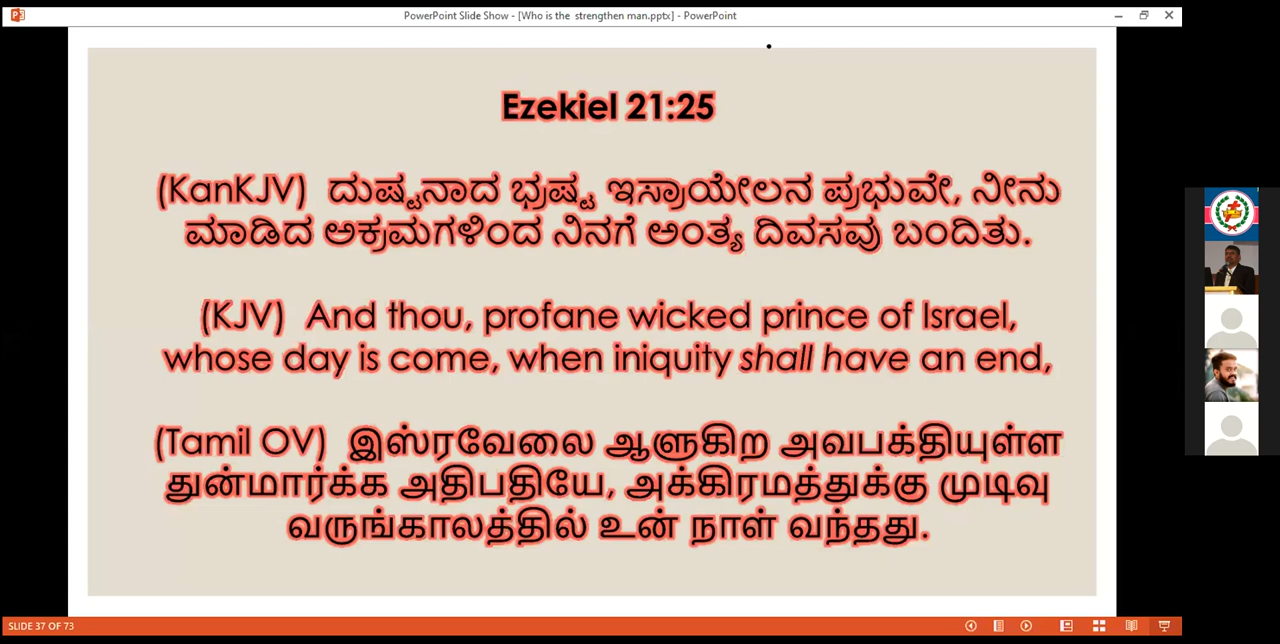 PowerPoint Slide Show - [Who is the  strengthen man.pptx] - PowerPoint
Ezekiel 21:25
(KanKJV)  ದುಷ್ಟನಾದ ಭ್ರಷ್ಟ ಇಸ್ರಾಯೇಲನ ಪ್ರಭುವೇ, ನೀನು
ಮಾಡಿದ ಅಕ್ರಮಗಳಿಂದ ನಿನಗೆ ಅಂತ್ಯ ದಿವಸವು ಬಂದಿತು.
(KJV)  And thou, profane wicked prince of Israel,
whose day is come, when iniquity shall have an end,
(Tamil OV)  இஸ்ரவேலை ஆளுகிற அவபக்தியுள்ள
துன்மார்க்க அதிபதியே, அக்கிரமத்துக்கு முடிவு
வருங்காலத்தில் உன் நாள் வந்தது.
SLIDE 37 OF 73